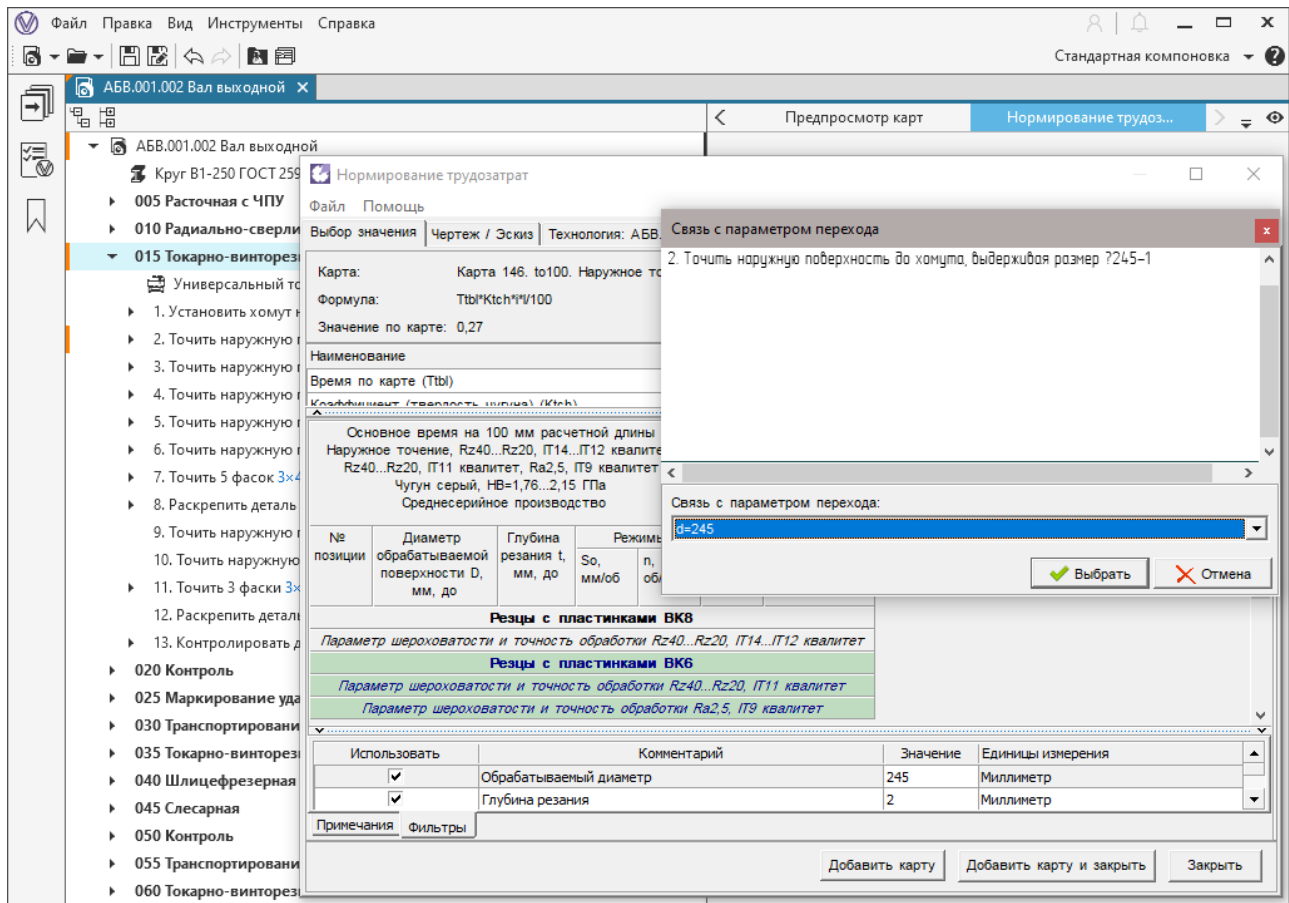 Файл Правка Вид Инструменты Справка
Стандартная компоновка
АБВ.001.002 Вал выходной
Предпросмотр карт
Нормирование трудоз...
АБВ.001.002 Вал выходной
Круг В1-250 ГОСТ 259
005 Расточная с ЧПУ
010 Радиально-сверли
015 Токарно-винторез
Универсальный то
1. Установить хомут
2. Точить наружную
3. Точить наружную
4. Точить наружную
5. Точить наружную
6. Точить наружную
7. Точить 5 фасок 3×4
8. Раскрепить деталь
9. Точить наружную
10. Точить наружную
11. Точить 3 фаски 3×
12. Раскрепить деталь
13. Контролировать д
020 Контроль
025 Маркирование уда
030 Транспортировани
035 Токарно-винторез
040 Шлицефрезерная
045 Слесарная
050 Контроль
055 Транспортировани
060 Токарно-винторез
Нормирование трудозатрат
Файл Помощь
Выбор значения
Чертеж / Эскиз
Технология: АБВ.
Карта: Карта 146. to100. Наружное то
Формула: Ttbl*Ktch*i*l/100
Значение по карте: 0,27
Наименование
Время по карте (Ttbl)
Коэффициент (твердость чугуна) (Ktch)
Основное время на 100 мм расчетной длины
Наружное точение, Rz40...Rz20, IT14...IT12 квалите
Rz40...Rz20, IT11 квалитет, Ra2,5, IT9 квалитет
Чугун серый, HB=1,76...2,15 ГПа
Среднесерийное производство
№ позиции
Диаметр обрабатываемой поверхности D, мм, до
Глубина резания t, мм, до
Режимы
So, мм/об
n, об/
Резцы с пластинками ВК8
Параметр шероховатости и точность обработки Rz40...Rz20, IT14...IT12 квалитет
Резцы с пластинками ВК6
Параметр шероховатости и точность обработки Rz40...Rz20, IT11 квалитет
Параметр шероховатости и точность обработки Ra2,5, IT9 квалитет
Использовать Комментарий Значение Единицы измерения
Обрабатываемый диаметр 245 Миллиметр
Глубина резания 2 Миллиметр
Примечания Фильтры
Добавить карту
Добавить карту и закрыть
Закрыть
Связь с параметром перехода
2. Точить наружную поверхность до хомута, выдерживая размер ?245-1
Связь с параметром перехода:
d=245
Выбрать
Отмена